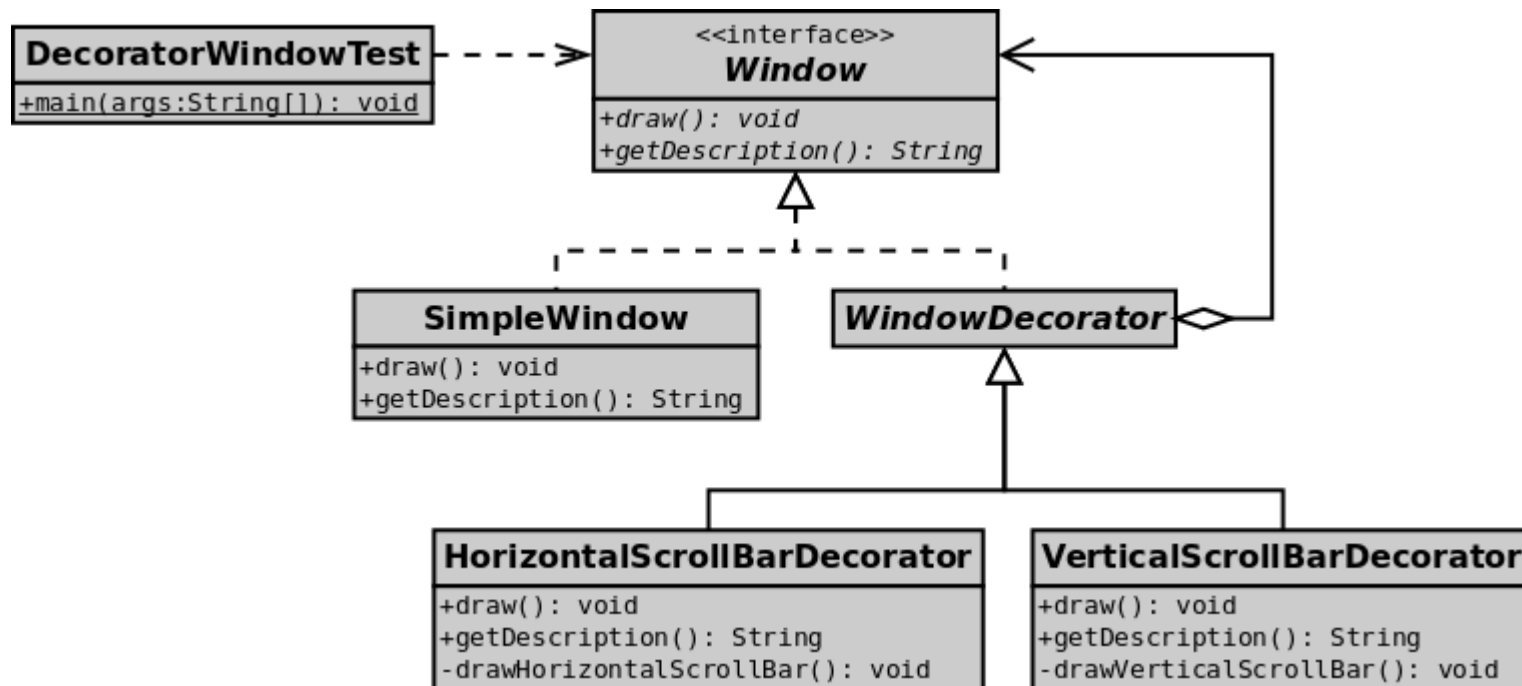 DecoratorWindowTest
+main(args:String[]): void
<<interface>>
Window
+draw(): void
+getDescription(): String
SimpleWindow
+draw(): void
+getDescription(): String
WindowDecorator
HorizontalScrollBarDecorator
+draw(): void
+getDescription(): String
-drawHorizontalScrollBar(): void
VerticalScrollBarDecorator
+draw(): void
+getDescription(): String
-drawVerticalScrollBar(): void